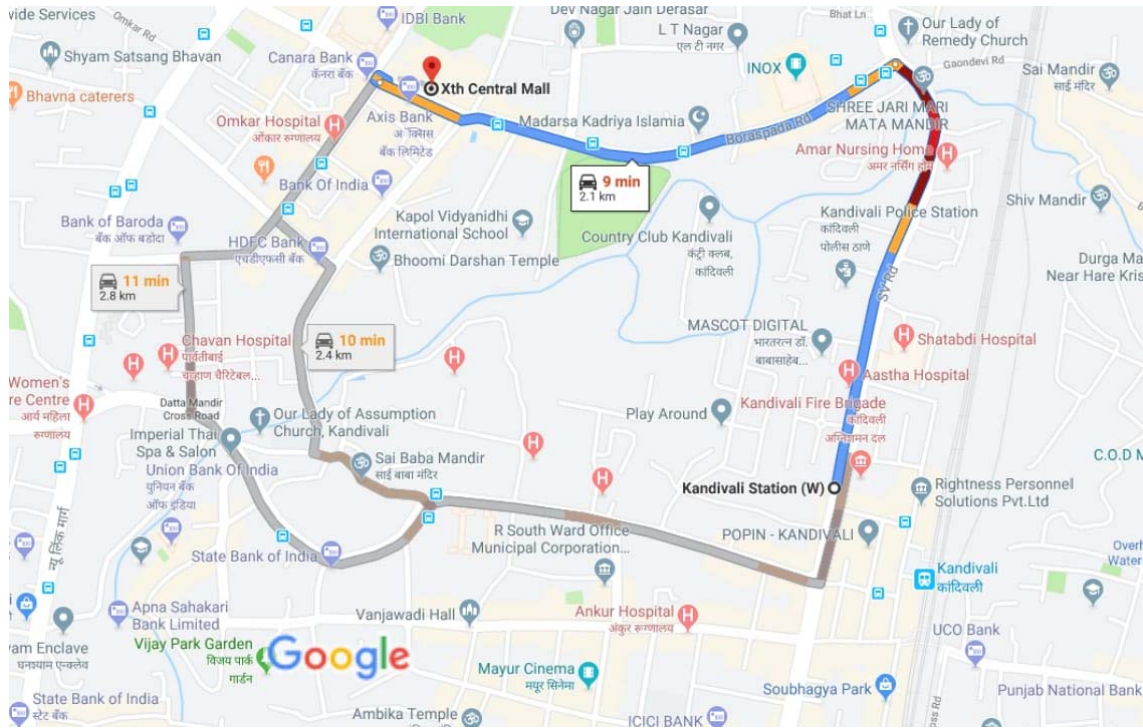 wide Services
Omkar Rd
IDBI Bank
Dev Nagar Jain Derasar
Bhat Ln
Our Lady of
Remedy Church
L T Nagar
एल टी नगर
Shyam Satsang Bhavan
Canara Bank
कॅनरा बँक
Xth Central Mall
INOX
Gaondevi Rd
Sai Mandir
साई मंदिर
Bhavna caterers
Axis Bank
अ ॅक्सिस
बँक लिमिटेड
Madarsa Kadriya Islamia
SHREE JARI MARI
MATA MANDIR
Boraspada Rd
Omkar Hospital
ओंकार रुग्णालय
Amar Nursing Home
अमर नर्सिंग होम
Bank Of India
9 min
2.1 km
Shiv Mandir
Kapol Vidyanidhi
International School
Kandivali Police Station
कांदिवली
पोलीस ठाणे
Bank of Baroda
बँक ऑफ बडोदा
HDFC Bank
एचडीएफसी बँक
Country Club Kandivali
कंट्री क्लब,
कांदिवली
Bhoomi Darshan Temple
Durga Ma
Near Hare Kris
SV Rd
11 min
2.8 km
10 min
2.4 km
MASCOT DIGITAL
भारतरत्न डॉ.
बाबासाहेब...
Shatabdi Hospital
Chavan Hospital
पार्वतीबाई
चव्हाण चॅरिटेबल...
Aastha Hospital
Women's
re Centre
आर्य महिला
रुग्णालय
Datta Mandir
Cross Road
Kandivali Fire Brigade
कांदिवली
अग्निशमन दल
Play Around
Our Lady of Assumption
Church, Kandivali
Imperial Thai
Spa & Salon
Sai Baba Mandir
साई बाबा मंदिर
C.O.D M
Union Bank Of India
युनियन बँक
ऑफ इंडिया
Kandivali Station (W)
Rightness Personnel
Solutions Pvt.Ltd
न्यू लिंक मार्ग
R South Ward Office
Municipal Corporation...
POPIN - KANDIVALI
State Bank of India
Overh
Water
Kandivali
कांदिवली
Apna Sahakari
Bank Limited
Vanjawadi Hall
Ankur Hospital
अंकुर रुग्णालय
UCO Bank
yam Enclave
घनश्याम एन्क्लेव
Vijay Park Garden
विजय पार्क
गार्डन
Google
Mayur Cinema
मयूर सिनेमा
Soubhagya Park
Punjab National Bank
State Bank of India
स्टेट बँक
Ambika Temple
ICICI BANK
oss Rd